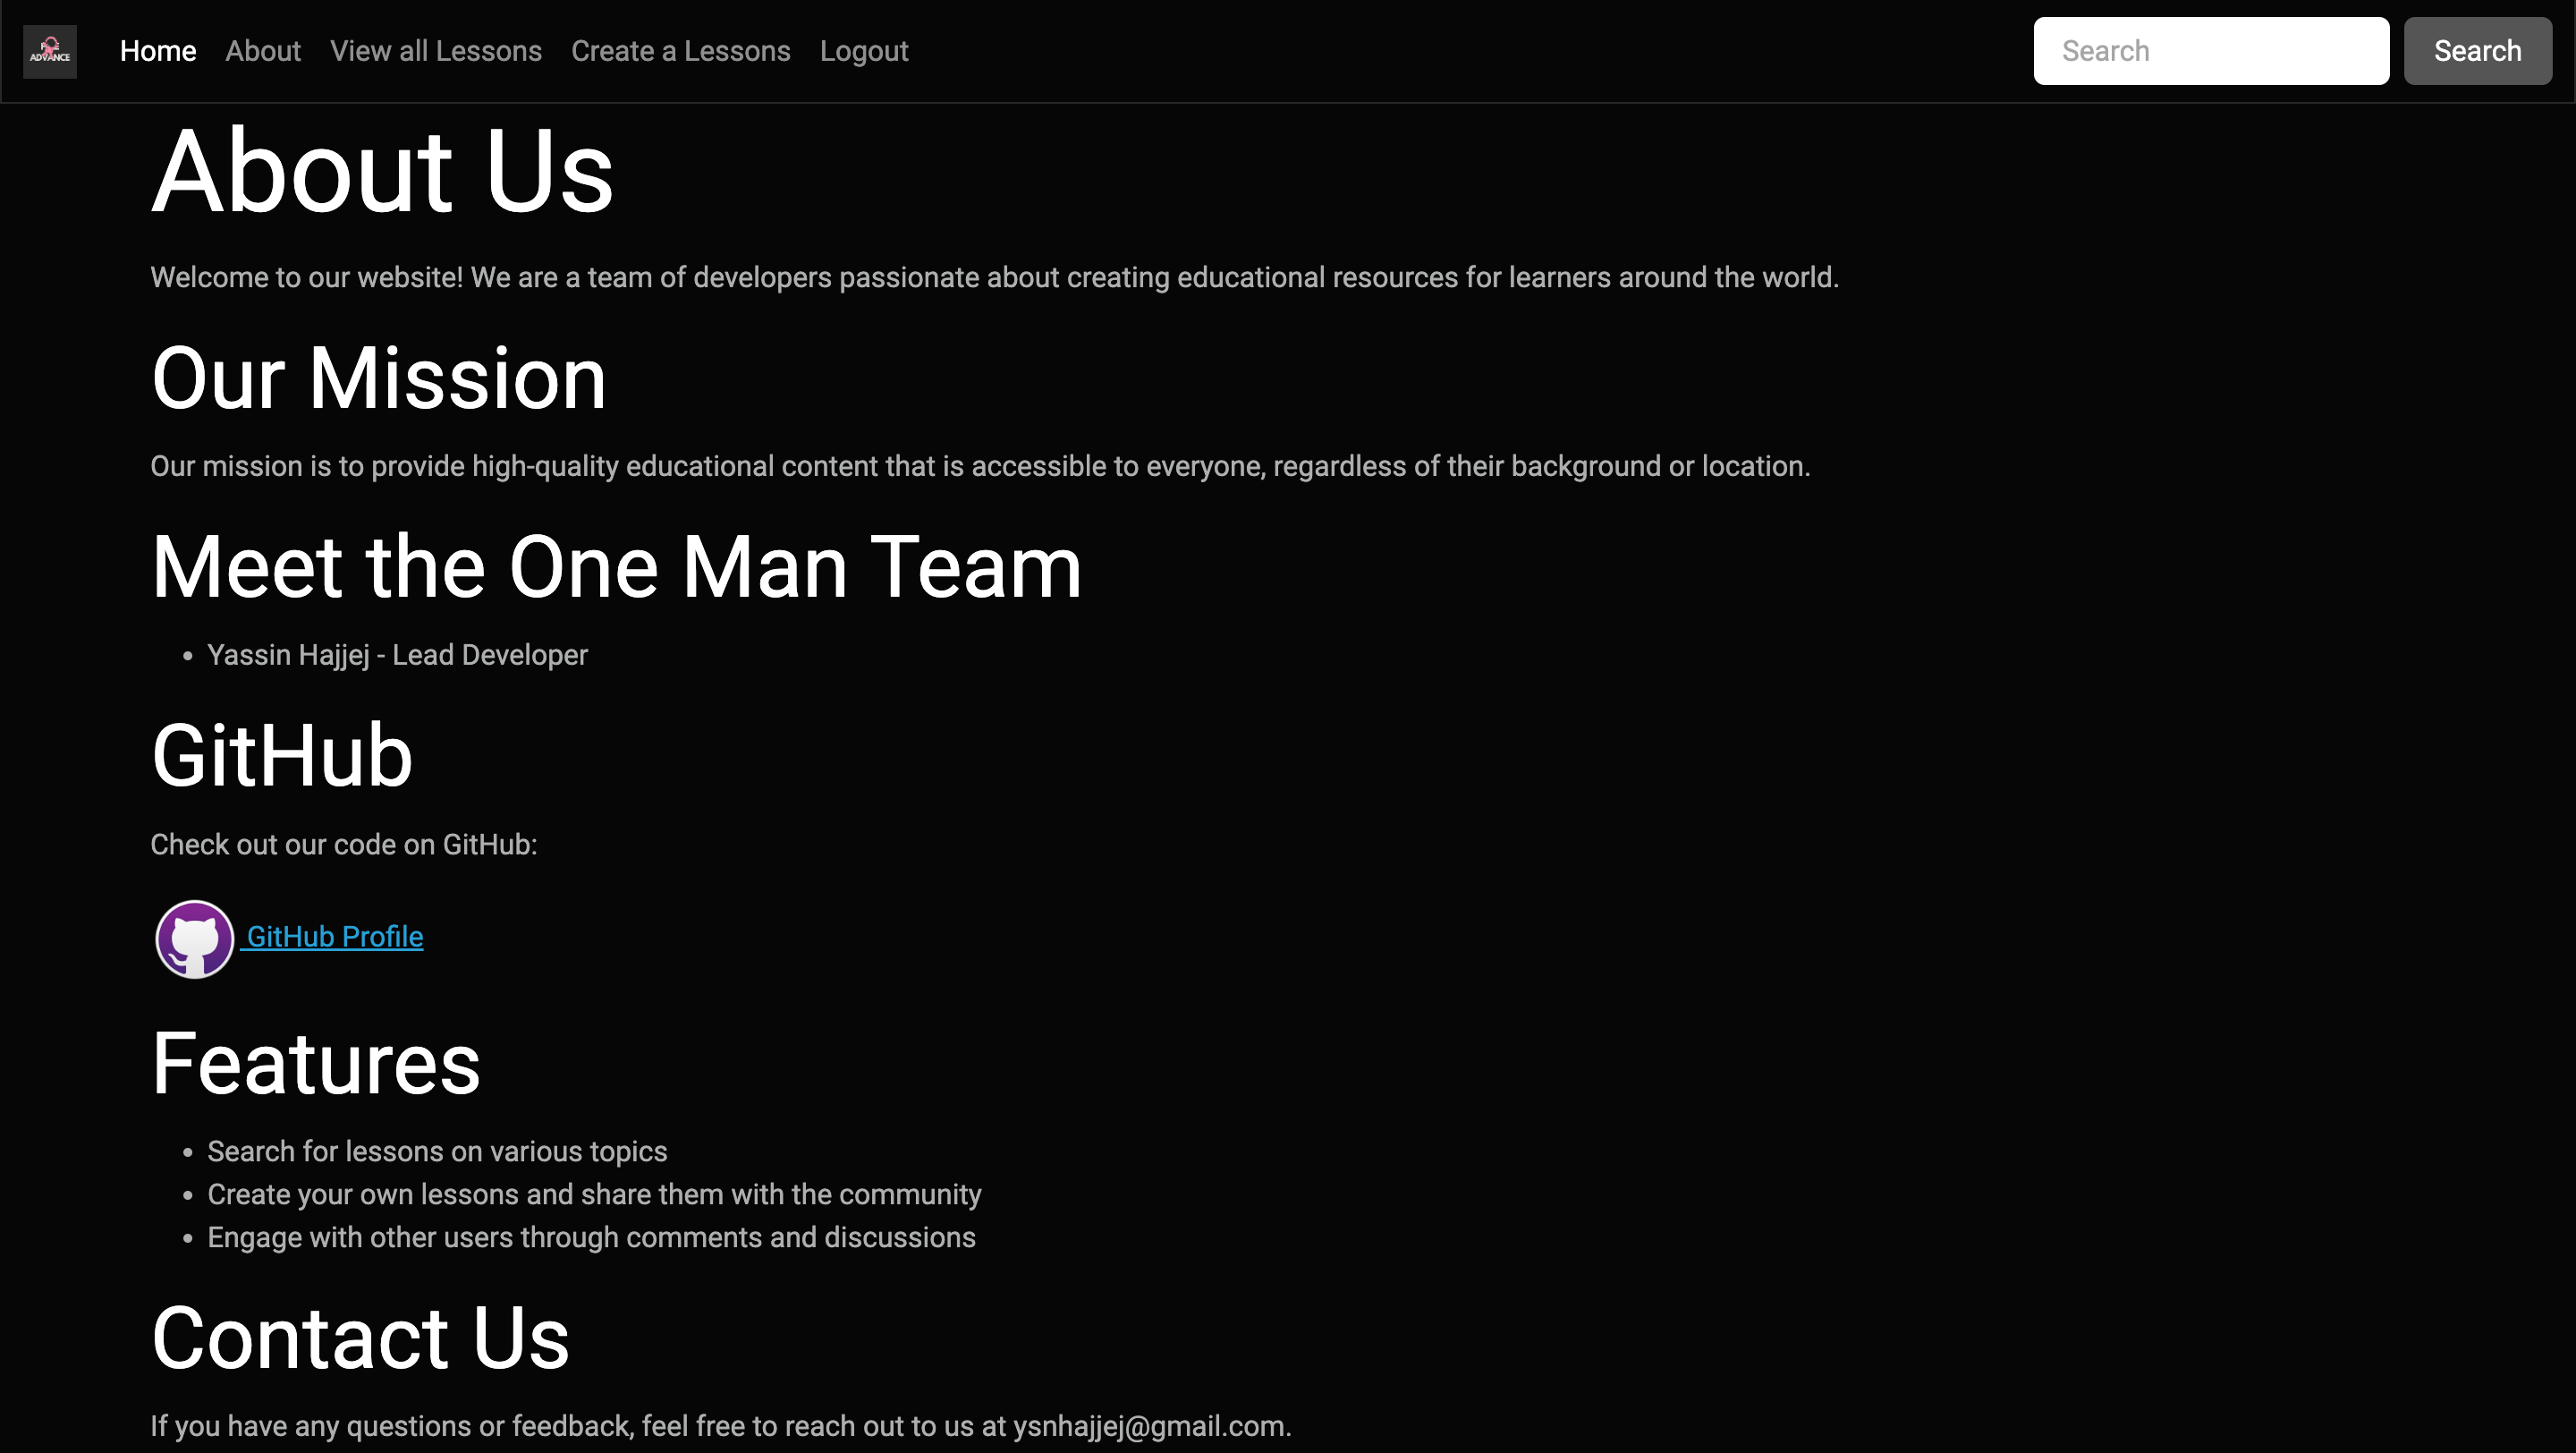 ADVANCE
Home About View all Lessons Create a Lessons Logout Search Search
About Us
Welcome to our website! We are a team of developers passionate about creating educational resources for learners around the world.
Our Mission
Our mission is to provide high-quality educational content that is accessible to everyone, regardless of their background or location.
Meet the One Man Team
• Yassin Hajjej - Lead Developer
GitHub
Check out our code on GitHub:
GitHub Profile
Features
• Search for lessons on various topics
• Create your own lessons and share them with the community
• Engage with other users through comments and discussions
Contact Us
If you have any questions or feedback, feel free to reach out to us at ysnhajjej@gmail.com.